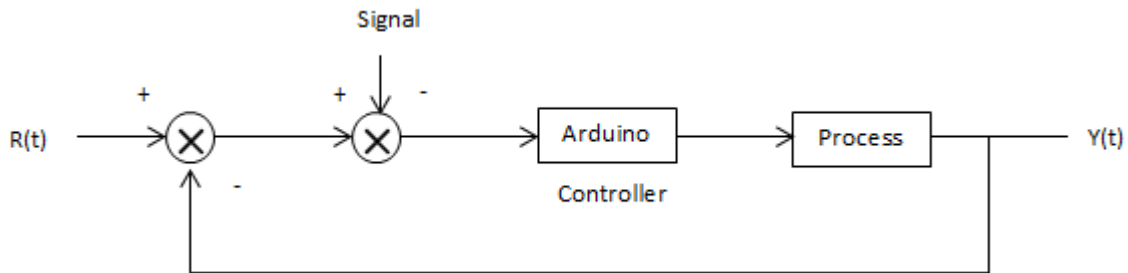 Signal
+
+
-
R(t)
Arduino
Process
Y(t)
-
Controller